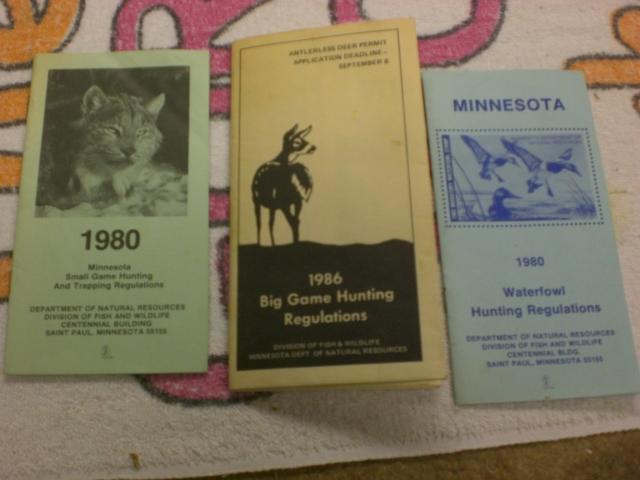 1980
Minnesota
Small Game Hunting
And Trapping Regulations
DEPARTMENT OF NATURAL RESOURCES
DIVISION OF FISH AND WILDLIFE
CENTENNIAL BUILDING
SAINT PAUL, MINNESOTA 55155
ANTLERLESS DEER PERMIT
APPLICATION DEADLINE–
SEPTEMBER 8
1986
Big Game Hunting
Regulations
DIVISION OF FISH & WILDLIFE
MINNESOTA DEPT. OF NATURAL RESOURCES
MINNESOTA
1980
Waterfowl
Hunting Regulations
DEPARTMENT OF NATURAL RESOURCES
DIVISION OF FISH AND WILDLIFE
CENTENNIAL BLDG.
SAINT PAUL, MINNESOTA 55155